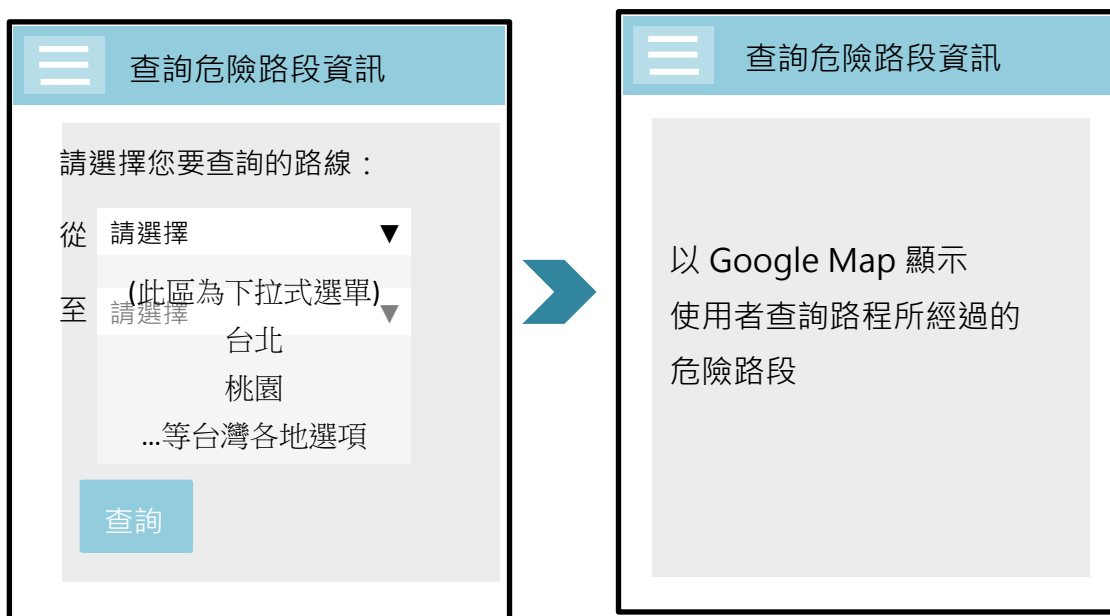 查詢危險路段資訊
請選擇您要查詢的路線：
從 請選擇 ▼
(此區為下拉式選單)
至 請選擇 ▼
台北
桃園
...等台灣各地選項
查詢
查詢危險路段資訊
以 Google Map 顯示
使用者查詢路程所經過的
危險路段